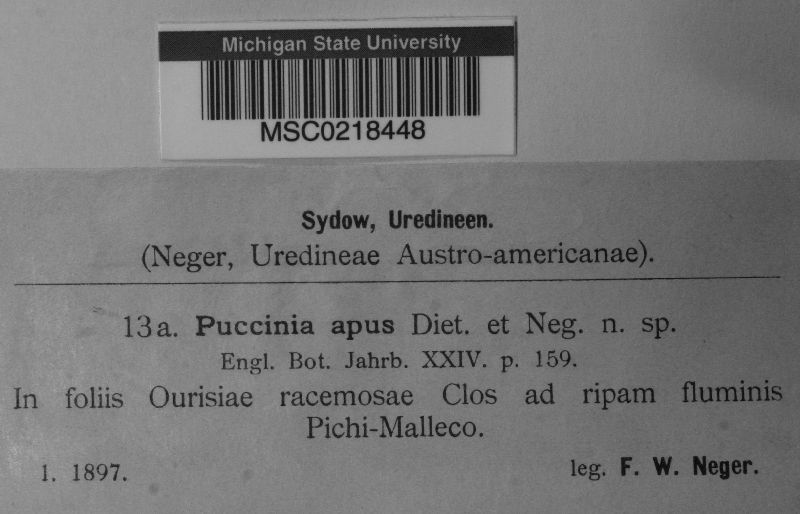 Michigan State University
MSC0218448
Sydow, Uredineen.
(Neger, Uredineae Austro-americanae).
13a. Puccinia apus Diet. et Neg. n. sp.
Engl. Bot. Jahrb. XXIV. p. 159.
In foliis Ourisiae racemosae Clos ad ripam fluminis
Pichi-Malleco.
1. 1897. leg. F. W. Neger.